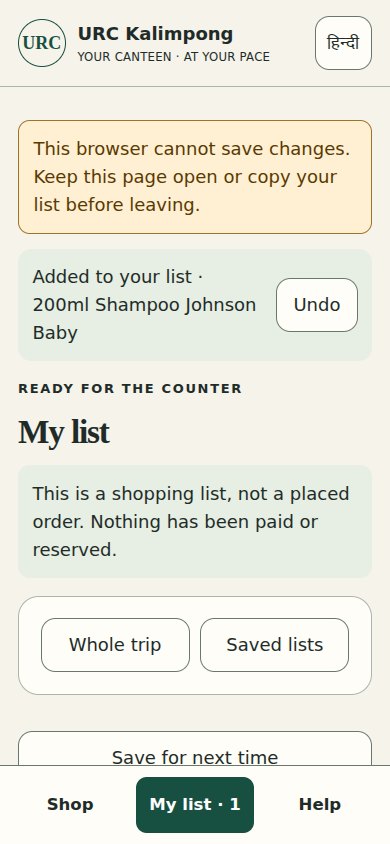 URC
URC Kalimpong
YOUR CANTEEN · AT YOUR PACE
हिन्दी
This browser cannot save changes.
Keep this page open or copy your
list before leaving.
Added to your list ·
200ml Shampoo Johnson
Baby
Undo
READY FOR THE COUNTER
My list
This is a shopping list, not a placed
order. Nothing has been paid or
reserved.
Whole trip
Saved lists
Save for next time
Shop
My list · 1
Help